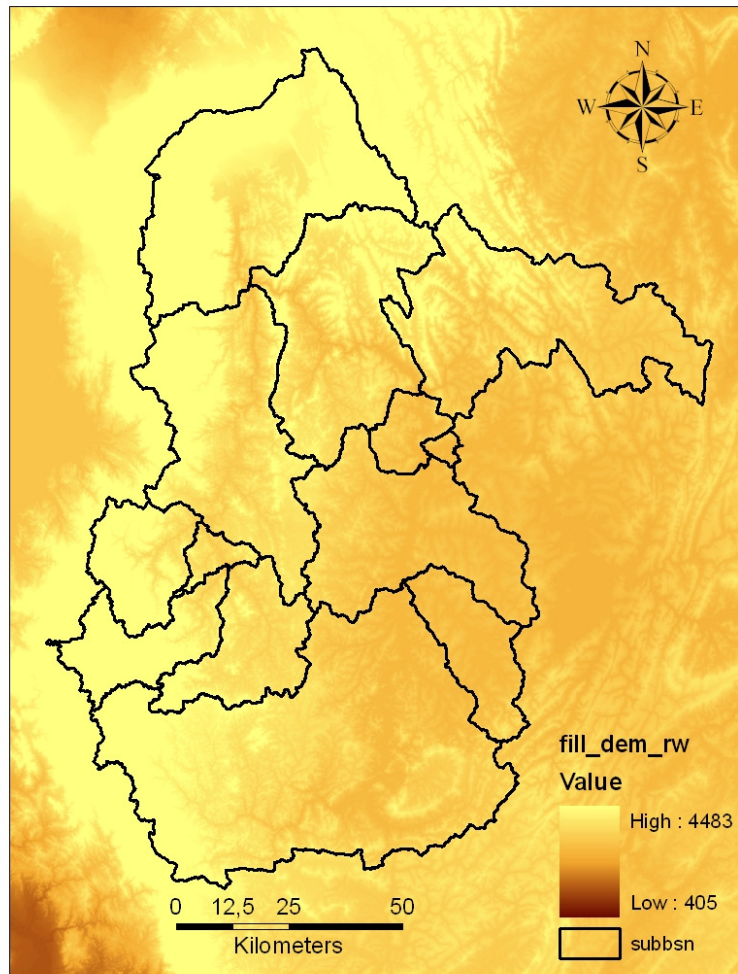 N
W E
S
fill_dem_rw
Value
High : 4483
Low : 405
subbsn
0 12,5 25 50
Kilometers